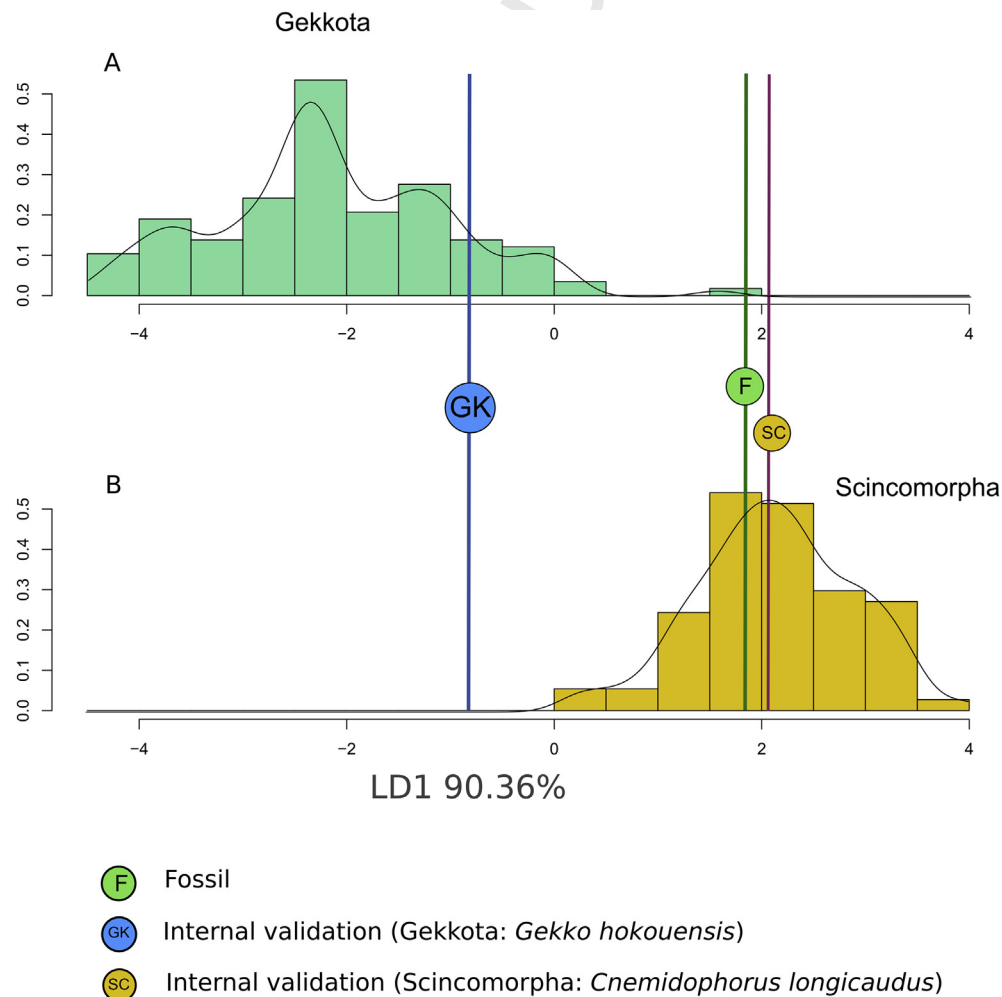 Gekkota
A
0.5
0.4
0.3
0.2
0.1
0.0
−4 −2 0 2 4
F
GK
SC
B
Scincomorpha
0.5
0.4
0.3
0.2
0.1
0.0
−4 −2 0 2 4
LD1 90.36%
F Fossil
GK Internal validation (Gekkota: Gekko hokouensis)
SC Internal validation (Scincomorpha: Cnemidophorus longicaudus)